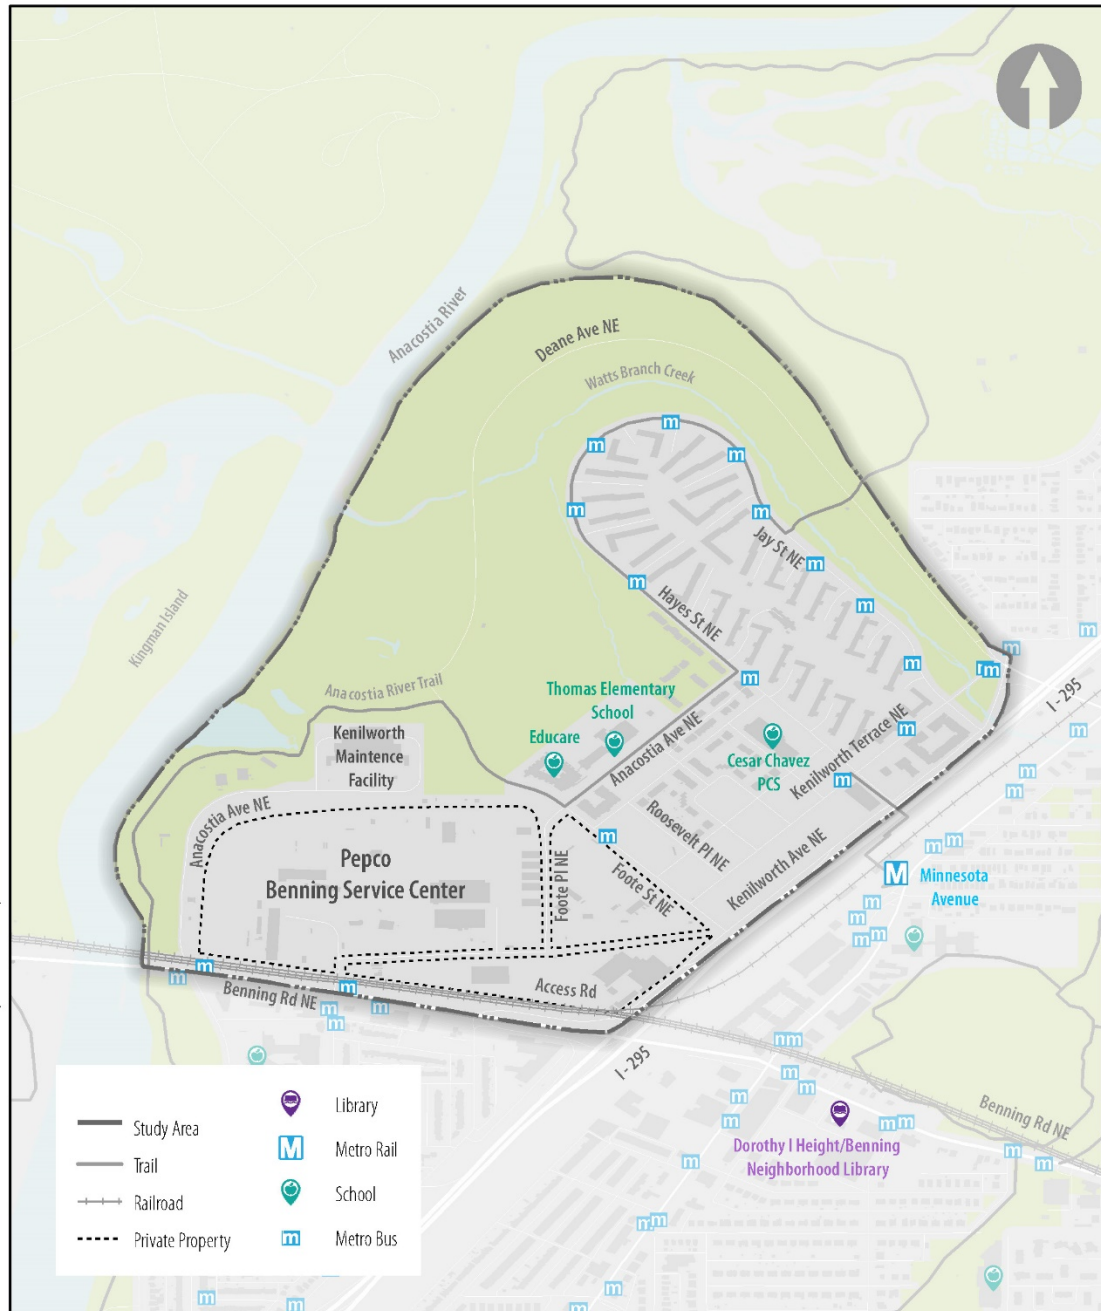 Anacostia River
Deane Ave NE
Watts Branch Creek
Kingman Island
Jay St NE
Hayes St NE
Anacostia River Trail
Thomas Elementary
School
Educare
Anacostia Ave NE
Kenilworth
Maintence
Facility
Cesar Chavez
PCS
Kenilworth Terrace NE
I - 295
Anacostia Ave NE
Roosevelt Pl NE
Kenilworth Ave NE
Pepco
Benning Service Center
Foote Pl NE
Foote St NE
M
Minnesota
Avenue
Access Rd
Benning Rd NE
I - 295
Benning Rd NE
Dorothy I Height/Benning
Neighborhood Library
Study Area
Trail
Railroad
Private Property
Library
M Metro Rail
School
m Metro Bus